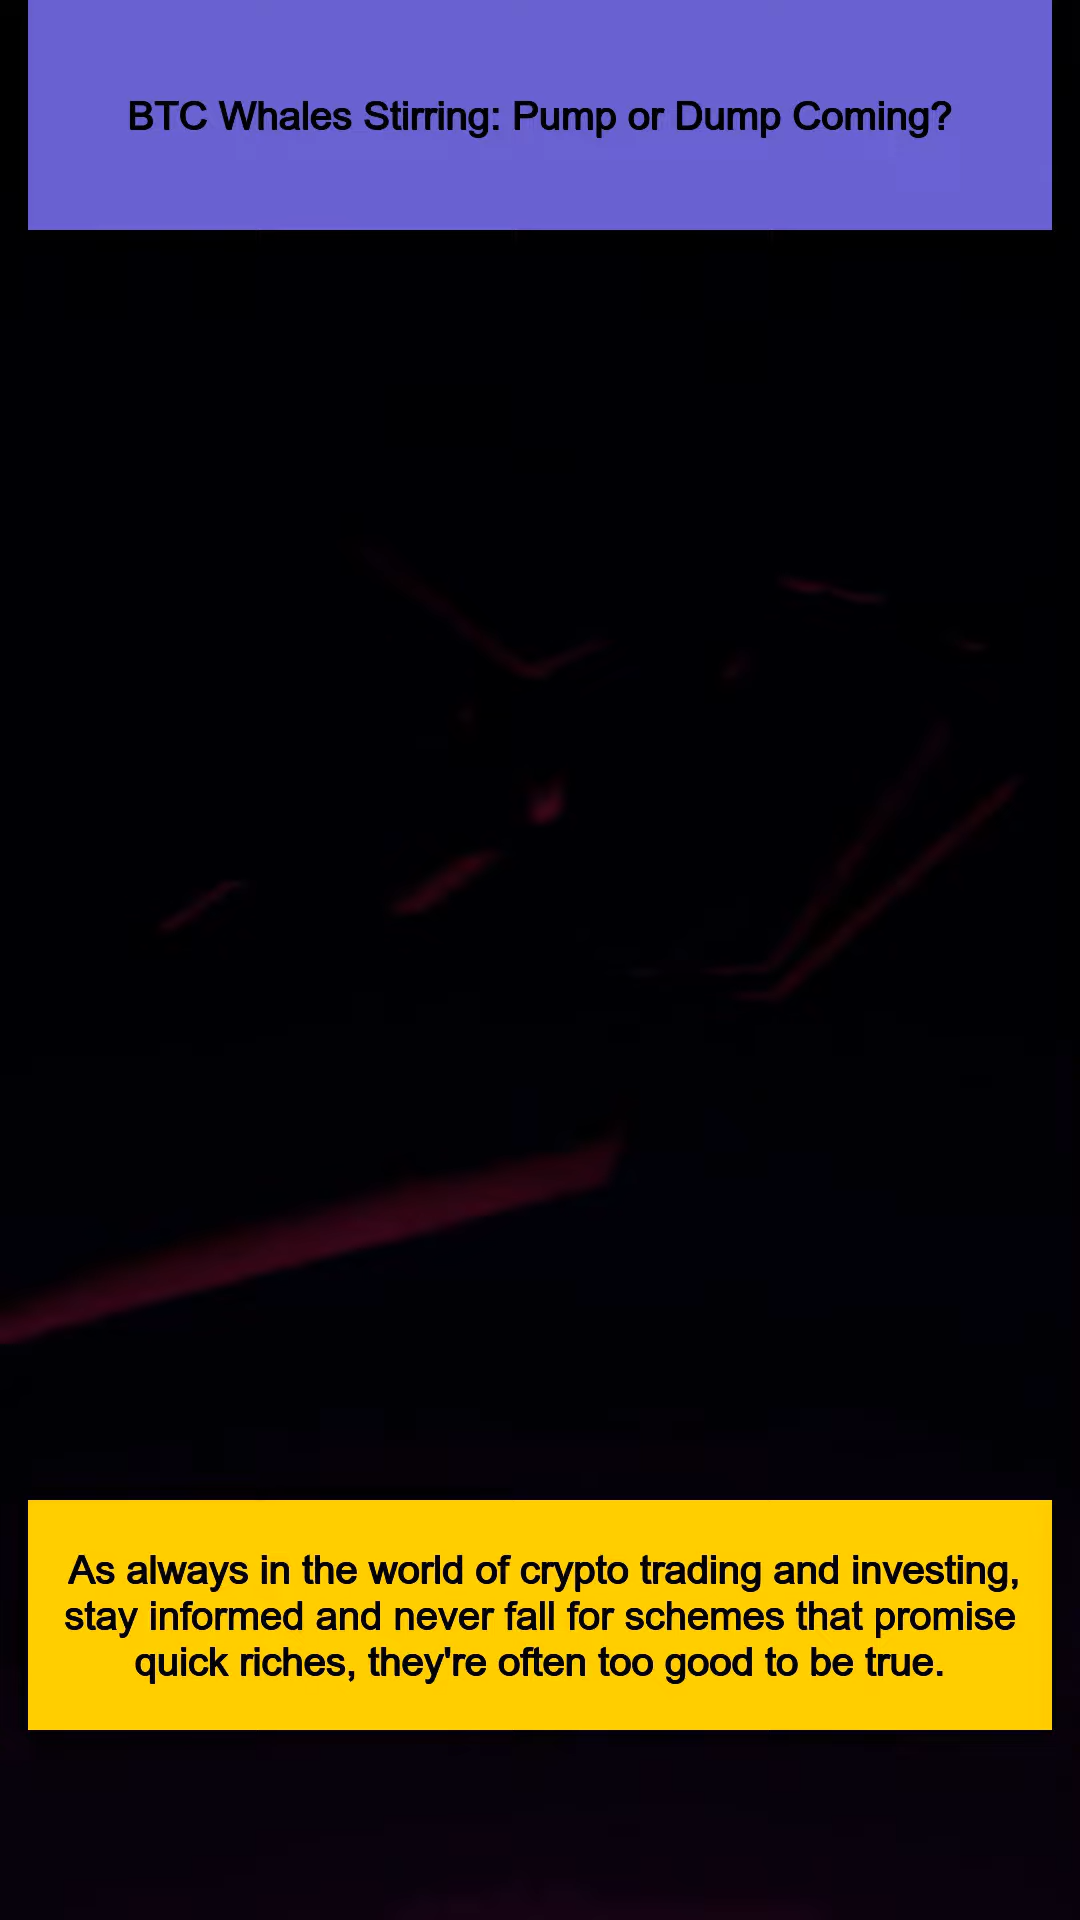 BTC Whales Stirring: Pump or Dump Coming?
As always in the world of crypto trading and investing,
stay informed and never fall for schemes that promise
quick riches, they're often too good to be true.